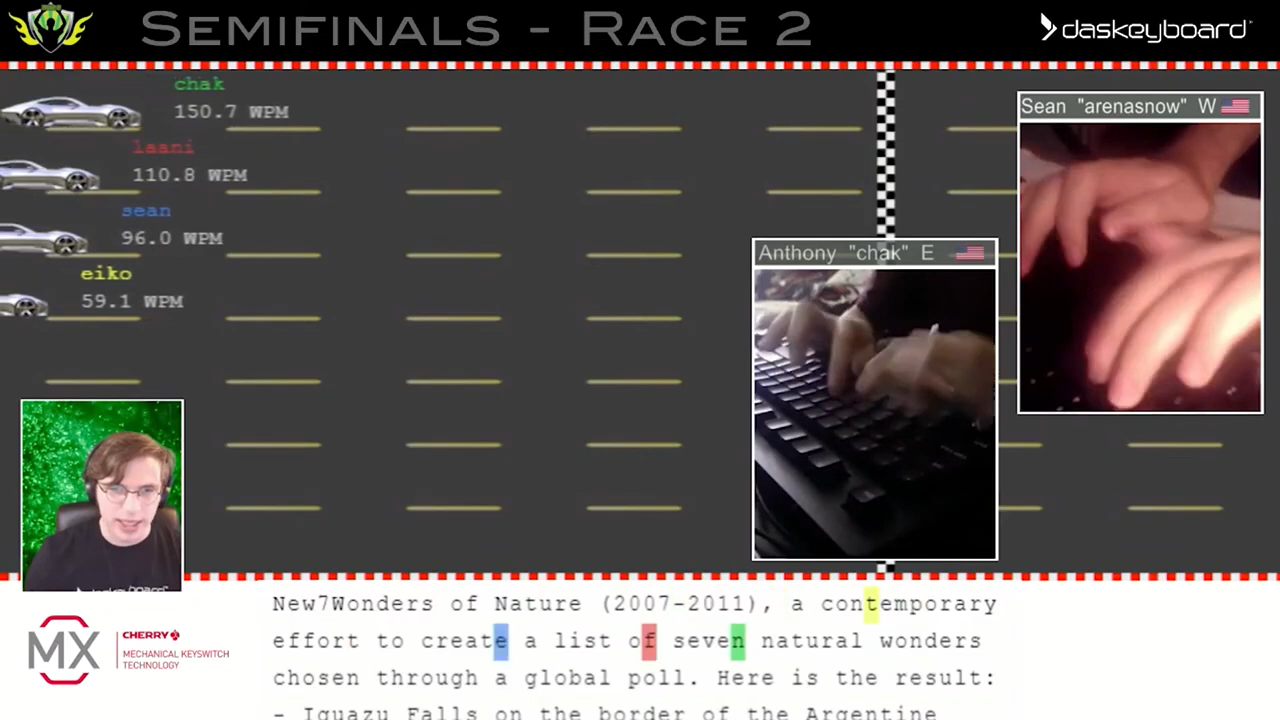 SEMIFINALS - RACE 2
daskeyboard
chak
150.7 WPM
laani
110.8 WPM
sean
96.0 WPM
eiko
59.1 WPM
Sean "arenasnow" W
Anthony "chak" E
MX
CHERRY
MECHANICAL KEYSWITCH
TECHNOLOGY
New7Wonders of Nature (2007-2011), a contemporary
effort to create a list of seven natural wonders
chosen through a global poll. Here is the result:
- Iguazu Falls on the border of the Argentine